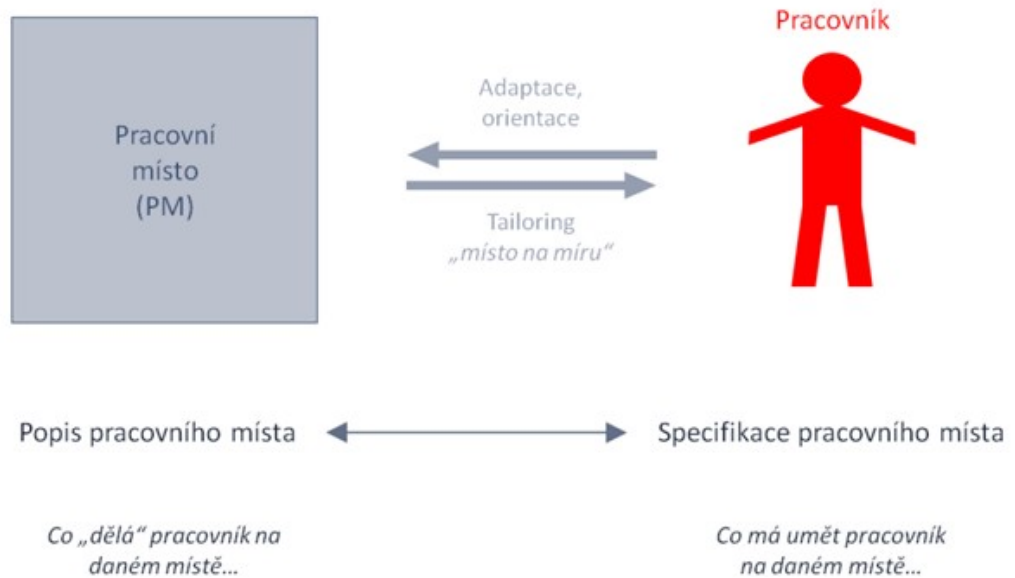 Pracovník
Adaptace,
orientace
Pracovní
místo
(PM)
Tailoring
„místo na míru“
Popis pracovního místa
Specifikace pracovního místa
Co „dělá“ pracovník na
daném místě...
Co má umět pracovník
na daném místě...